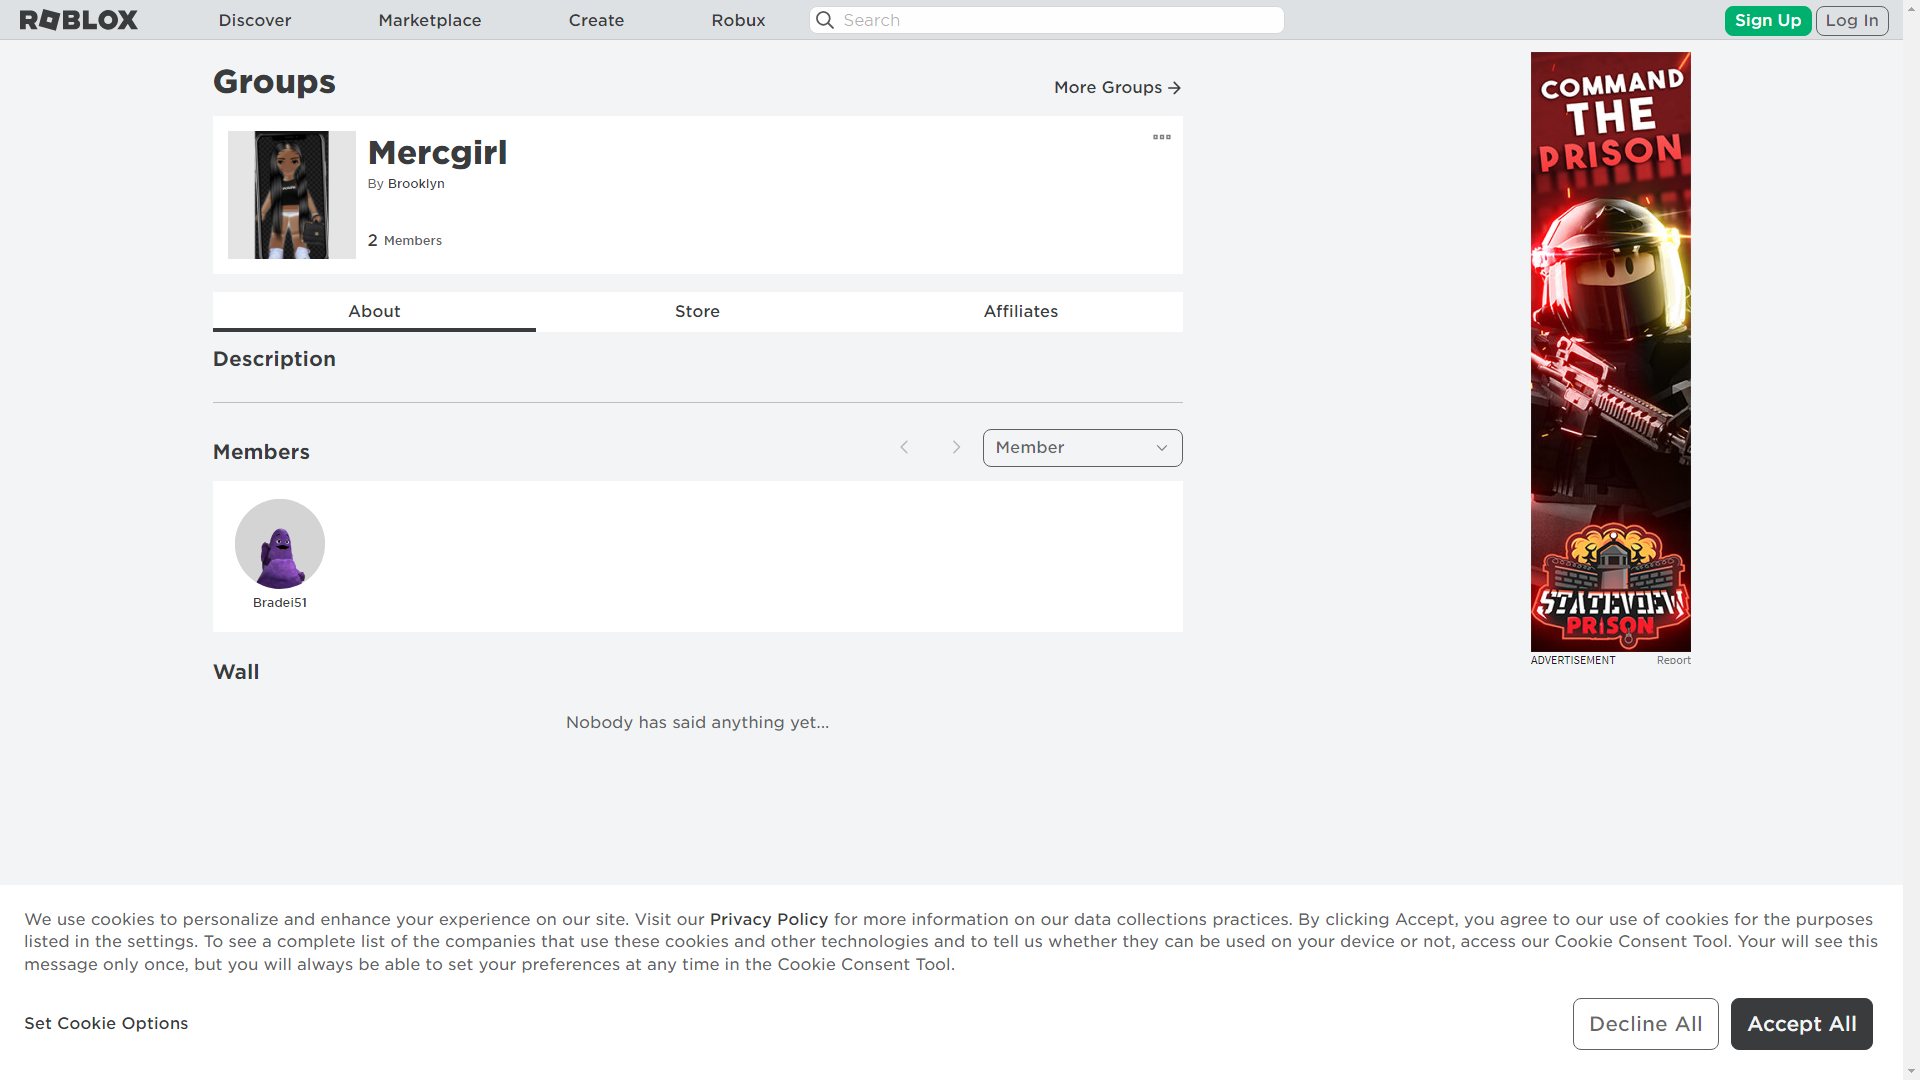 ROBLOX
Discover
Marketplace
Create
Robux
Search
Sign Up
Log In
Groups
More Groups
Mercgirl
By Brooklyn
2 Members
About
Store
Affiliates
Description
Members
Member
Bradei51
Wall
Nobody has said anything yet...
COMMAND
THE
PRISON
STATEVIEW
PRISON
ADVERTISEMENT
Report
We use cookies to personalize and enhance your experience on our site. Visit our Privacy Policy for more information on our data collections practices. By clicking Accept, you agree to our use of cookies for the purposes
listed in the settings. To see a complete list of the companies that use these cookies and other technologies and to tell us whether they can be used on your device or not, access our Cookie Consent Tool. Your will see this
message only once, but you will always be able to set your preferences at any time in the Cookie Consent Tool.
Set Cookie Options
Decline All
Accept All